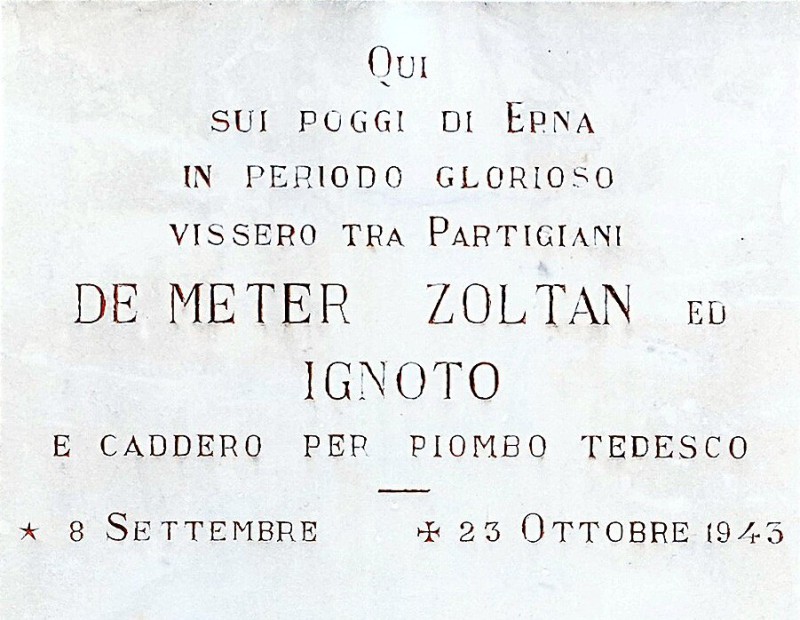 QUI
SUI POGGI DI ERNA
IN PERIODO GLORIOSO
VISSERO TRA PARTIGIANI
DE METER ZOLTAN ED
IGNOTO
E CADDERO PER PIOMBO TEDESCO
★ 8 SETTEMBRE ✠ 23 OTTOBRE 1943